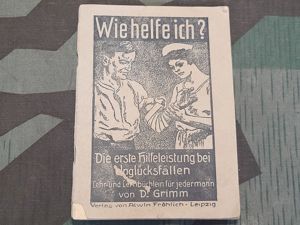 Wie helfe ich?
Die erste Hilfeleistung bei
Unglücksfällen
Lehr- und Lernbüchlein für jedermann
von D. Grimm
Verlag von Alwin Fröhlich - Leipzig